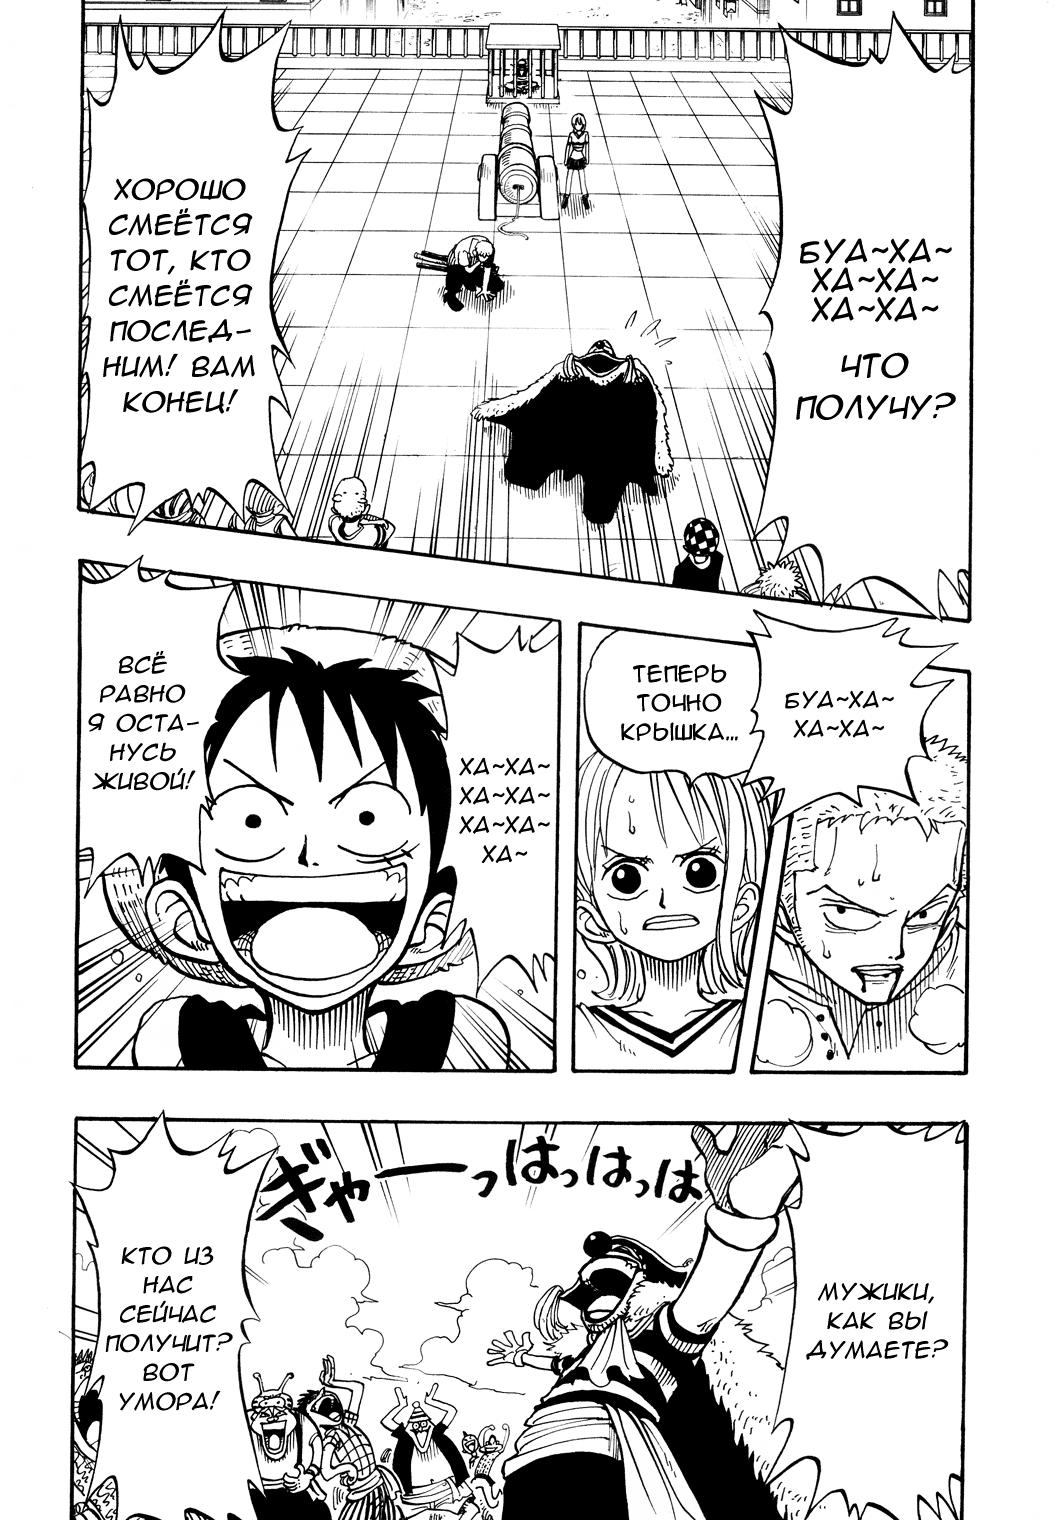 БУА~ХА~
ХА~ХА~
ХА~ХА~
ЧТО
ПОЛУЧУ?
ХОРОШО
СМЕЁТСЯ
ТОТ, КТО
СМЕЁТСЯ
ПОСЛЕД-
НИМ! ВАМ
КОНЕЦ!
БУА~ХА~
ХА~ХА~
ТЕПЕРЬ
ТОЧНО
КРЫШКА...
ХА~ХА~
ХА~ХА~
ХА~ХА~
ХА~
ВСЁ
РАВНО
Я ОСТА-
НУСЬ
ЖИВОЙ!
ぎゃーっはっはっは
МУЖИКИ,
КАК ВЫ
ДУМАЕТЕ?
КТО ИЗ
НАС
СЕЙЧАС
ПОЛУЧИТ?
ВОТ
УМОРА!